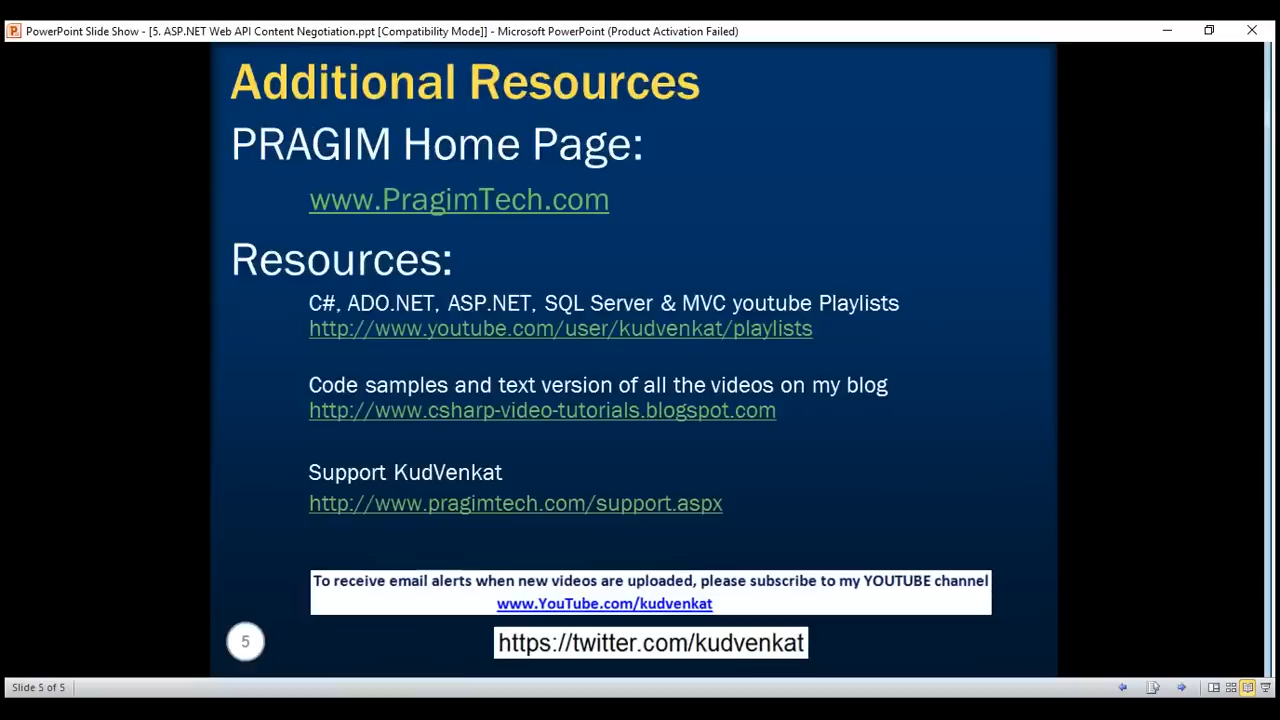 PowerPoint Slide Show - [5. ASP.NET Web API Content Negotiation.ppt [Compatibility Mode]] - Microsoft PowerPoint (Product Activation Failed)
Additional Resources
PRAGIM Home Page:
www.PragimTech.com
Resources:
C#, ADO.NET, ASP.NET, SQL Server & MVC youtube Playlists
http://www.youtube.com/user/kudvenkat/playlists
Code samples and text version of all the videos on my blog
http://www.csharp-video-tutorials.blogspot.com
Support KudVenkat
http://www.pragimtech.com/support.aspx
To receive email alerts when new videos are uploaded, please subscribe to my YOUTUBE channel
www.YouTube.com/kudvenkat
5
https://twitter.com/kudvenkat
Slide 5 of 5